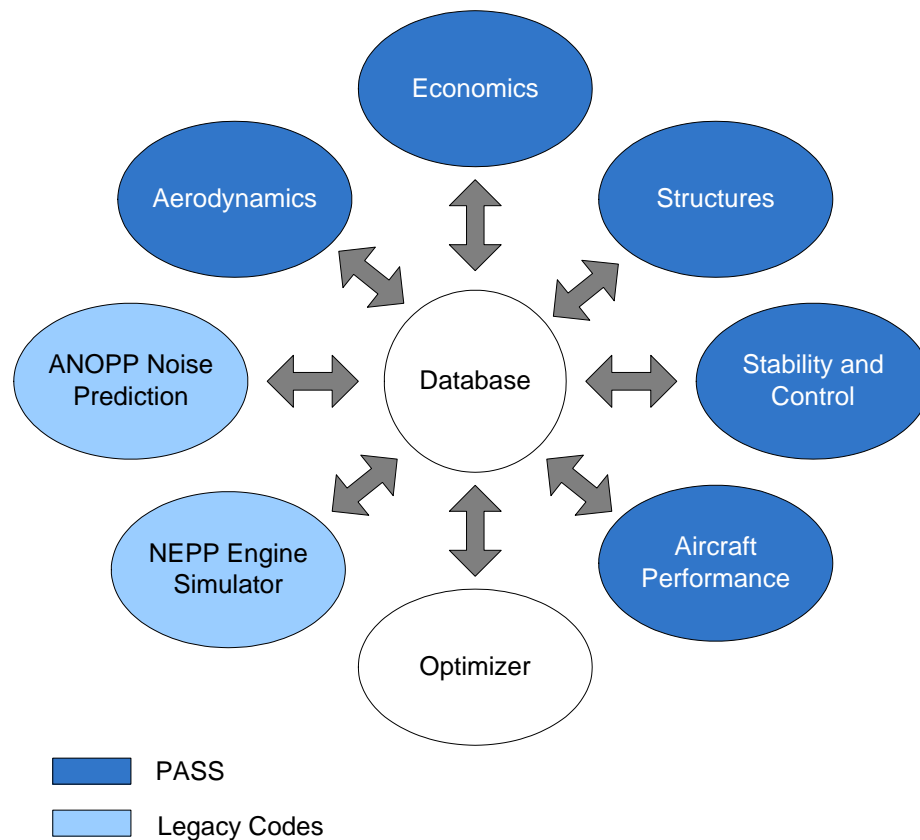 Economics
Aerodynamics
Structures
ANOPP Noise
Prediction
Database
Stability and
Control
NEPP Engine
Simulator
Aircraft
Performance
Optimizer
PASS
Legacy Codes